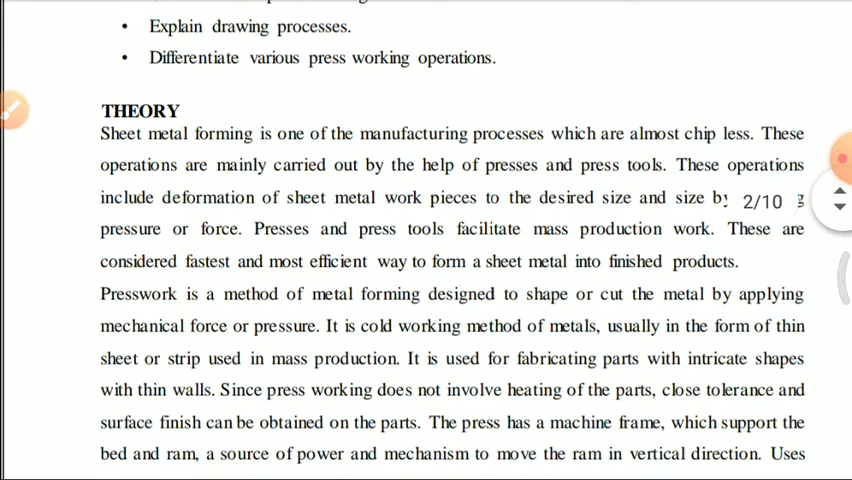 • Explain drawing processes.
• Differentiate various press working operations.
THEORY
Sheet metal forming is one of the manufacturing processes which are almost chip less. These
operations are mainly carried out by the help of presses and press tools. These operations
include deformation of sheet metal work pieces to the desired size and size 2/10
pressure or force. Presses and press tools facilitate mass production work. These are
considered fastest and most efficient way to form a sheet metal into finished products.
Presswork is a method of metal forming designed to shape or cut the metal by applying
mechanical force or pressure. It is cold working method of metals, usually in the form of thin
sheet or strip used in mass production. It is used for fabricating parts with intricate shapes
with thin walls. Since press working does not involve heating of the parts, close tolerance and
surface finish can be obtained on the parts. The press has a machine frame, which support the
bed and ram, a source of power and mechanism to move the ram in vertical direction. Uses